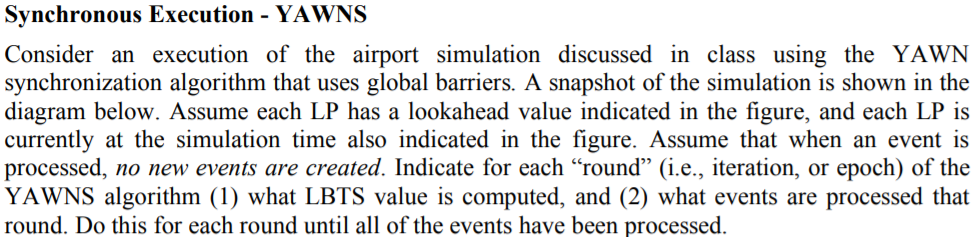 Synchronous Execution - YAWNS
Consider an execution of the airport simulation discussed in class using the YAWN
synchronization algorithm that uses global barriers. A snapshot of the simulation is shown in the
diagram below. Assume each LP has a lookahead value indicated in the figure, and each LP is
currently at the simulation time also indicated in the figure. Assume that when an event is
processed, no new events are created. Indicate for each “round” (i.e., iteration, or epoch) of the
YAWNS algorithm (1) what LBTS value is computed, and (2) what events are processed that
round. Do this for each round until all of the events have been processed.